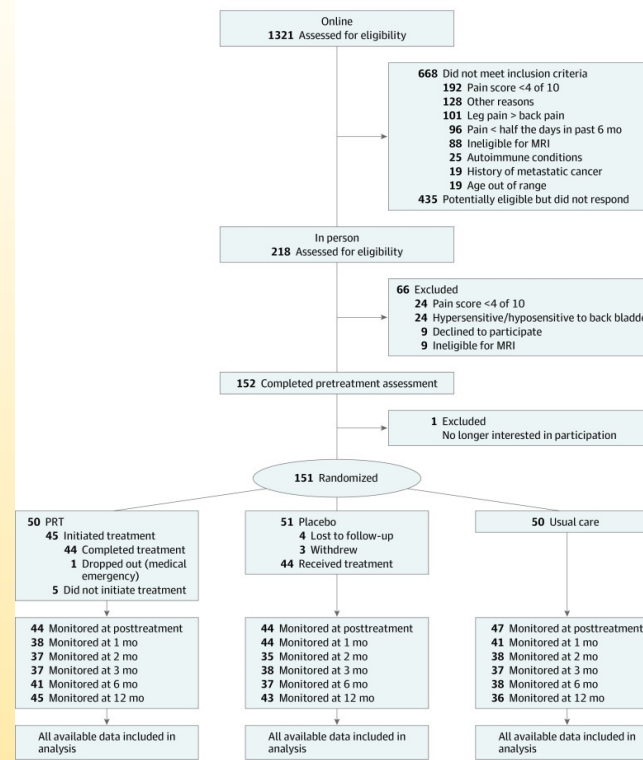 Online
1321 Assessed for eligibility
668 Did not meet inclusion criteria
192 Pain score <4 of 10
128 Other reasons
101 Leg pain > back pain
96 Pain < half the days in past 6 mo
88 Ineligible for MRI
25 Autoimmune conditions
19 History of metastatic cancer
19 Age out of range
435 Potentially eligible but did not respond
In person
218 Assessed for eligibility
66 Excluded
24 Pain score <4 of 10
24 Hypersensitive/hyposensitive to back bladde
9 Declined to participate
9 Ineligible for MRI
152 Completed pretreatment assessment
1 Excluded
No longer interested in participation
151 Randomized
50 PRT
45 Initiated treatment
44 Completed treatment
1 Dropped out (medical
emergency)
5 Did not initiate treatment
51 Placebo
4 Lost to follow-up
3 Withdrew
44 Received treatment
50 Usual care
44 Monitored at posttreatment
38 Monitored at 1 mo
37 Monitored at 2 mo
37 Monitored at 3 mo
41 Monitored at 6 mo
45 Monitored at 12 mo
44 Monitored at posttreatment
44 Monitored at 1 mo
35 Monitored at 2 mo
38 Monitored at 3 mo
37 Monitored at 6 mo
43 Monitored at 12 mo
47 Monitored at posttreatment
41 Monitored at 1 mo
38 Monitored at 2 mo
37 Monitored at 3 mo
38 Monitored at 6 mo
36 Monitored at 12 mo
All available data included in
analysis
All available data included in
analysis
All available data included in
analysis